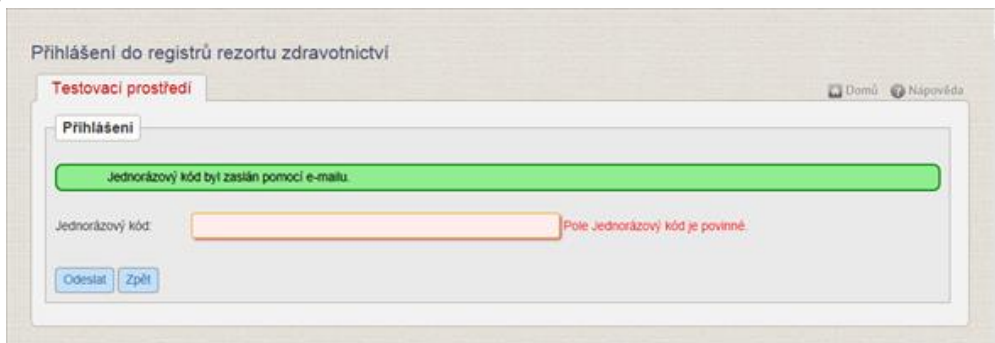 Přihlášení do registrů rezortu zdravotnictví
Testovací prostředí
Domů Nápověda
Přihlášení
Jednorázový kód byl zaslán pomocí e-mailu.
Jednorázový kód: Pole Jednorázový kód je povinné.
Odeslat Zpět